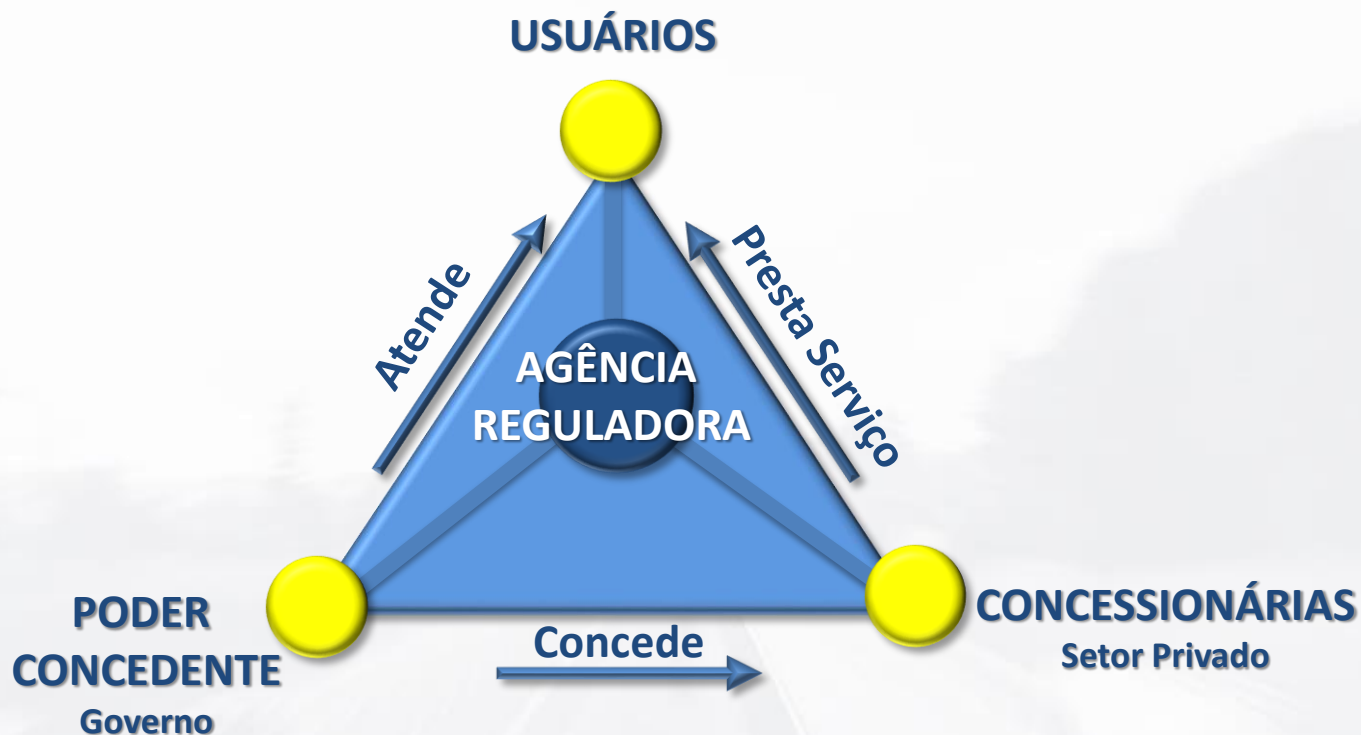 USUÁRIOS
Atende
Presta Serviço
AGÊNCIA
REGULADORA
PODER
CONCEDENTE
Governo
Concede
CONCESSIONÁRIAS
Setor Privado